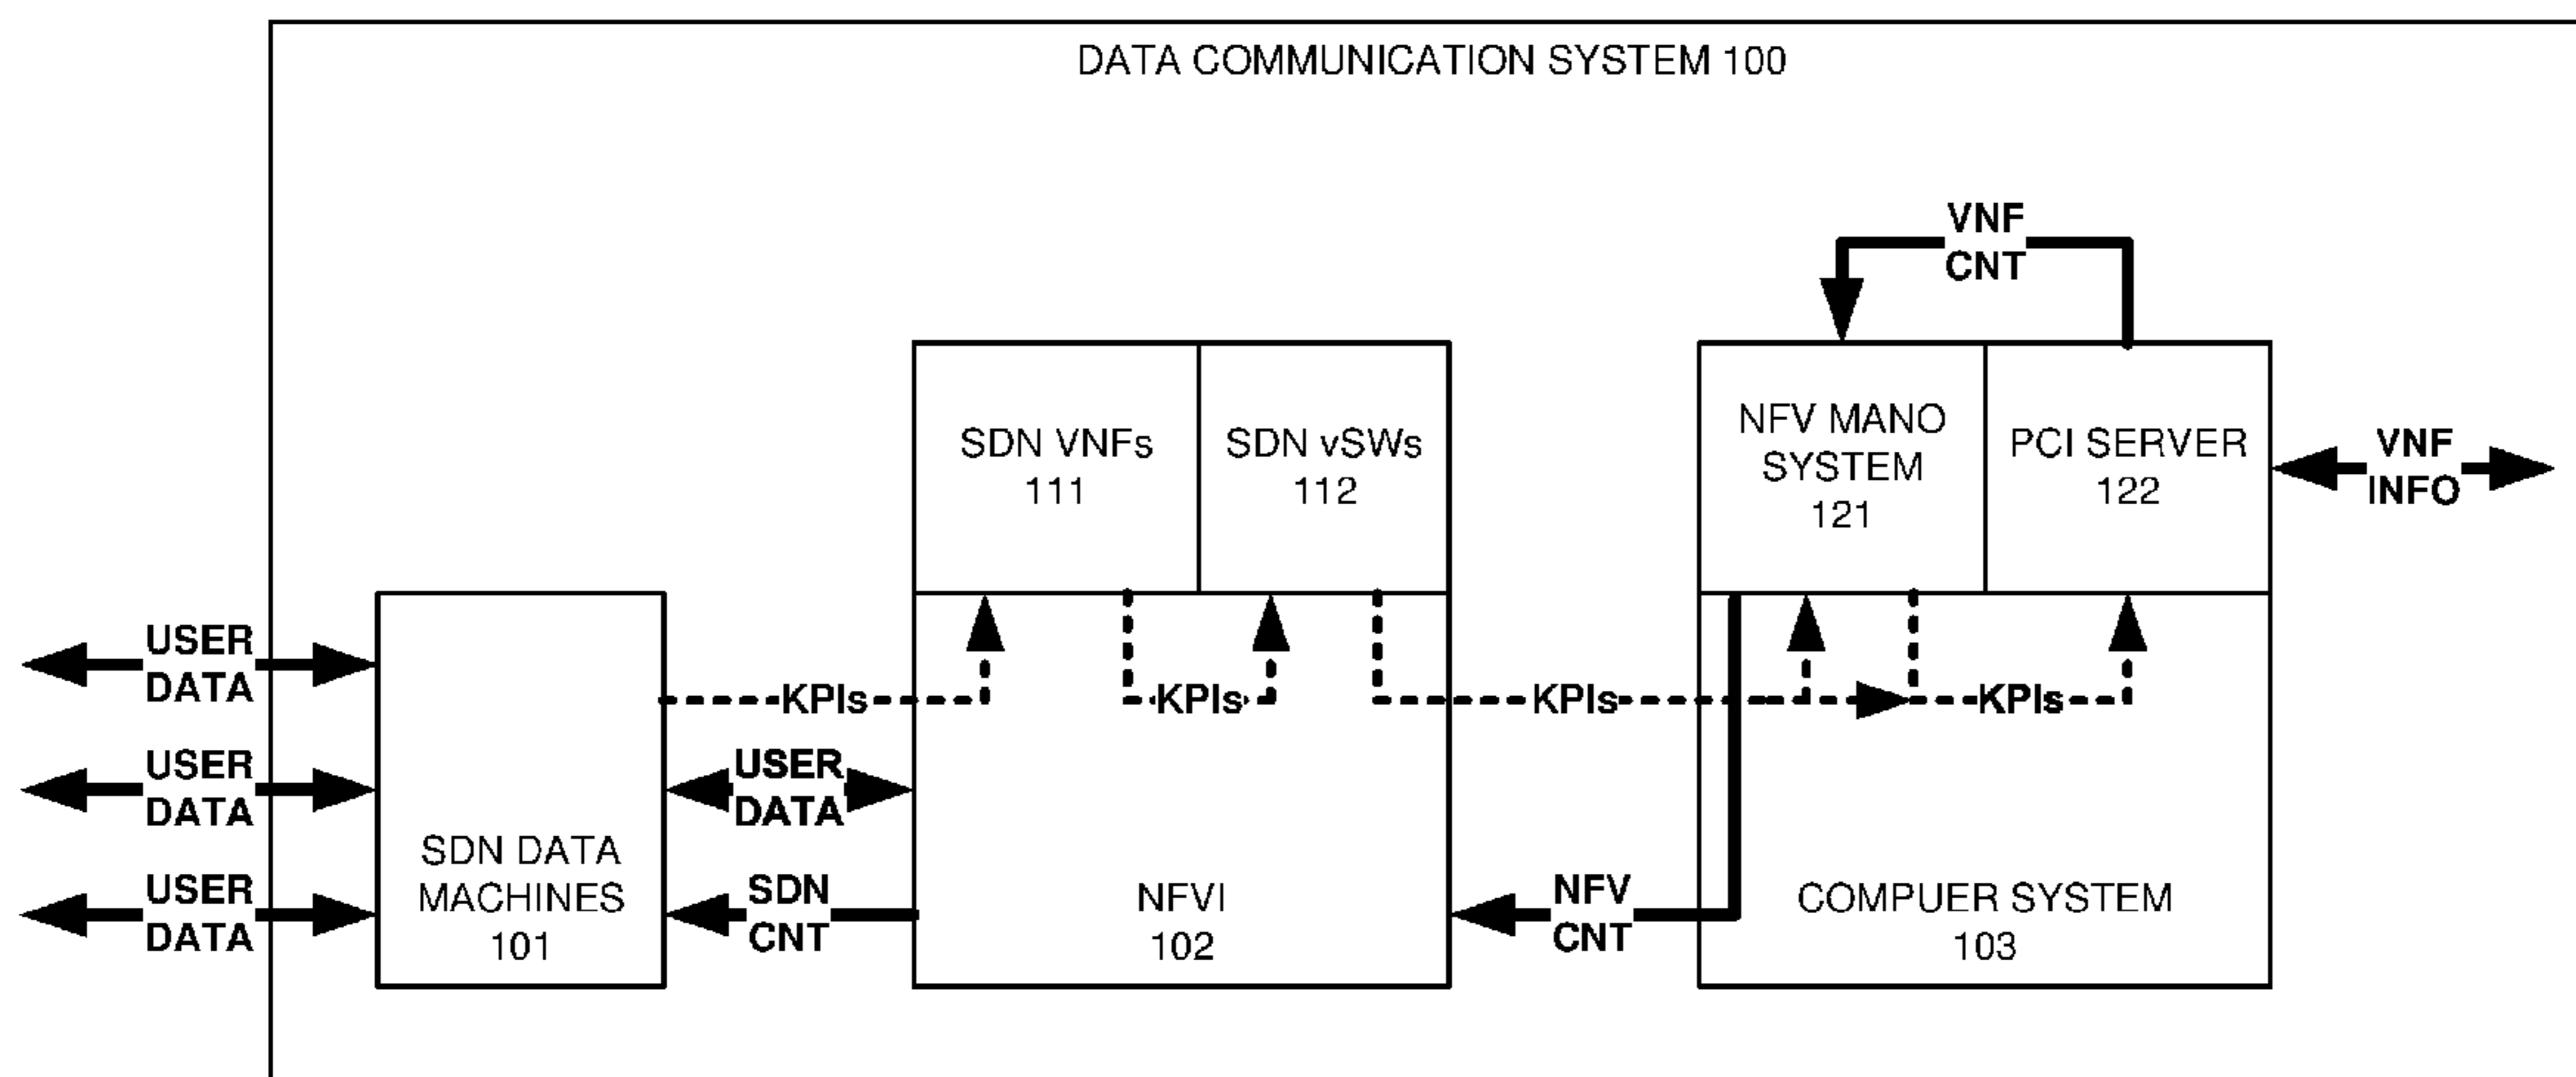 DATA COMMUNICATION SYSTEM 100
VNF
CNT
SDN VNFs
111
SDN vSWs
112
NFV MANO
SYSTEM
121
PCI SERVER
122
VNF
INFO
USER
DATA
KPIs
KPIs
KPIs
KPIs
USER
DATA
USER
DATA
SDN DATA
MACHINES
101
USER
DATA
SDN
CNT
NFVI
102
NFV
CNT
COMPUER SYSTEM
103